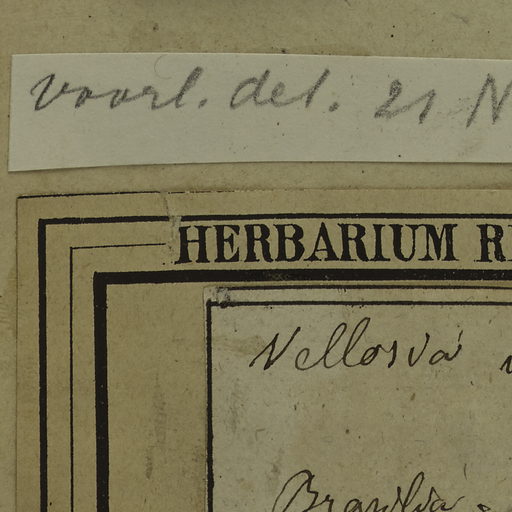 voorl. det. 21 N
HERBARIUM R
Vellosia
Brasilia.